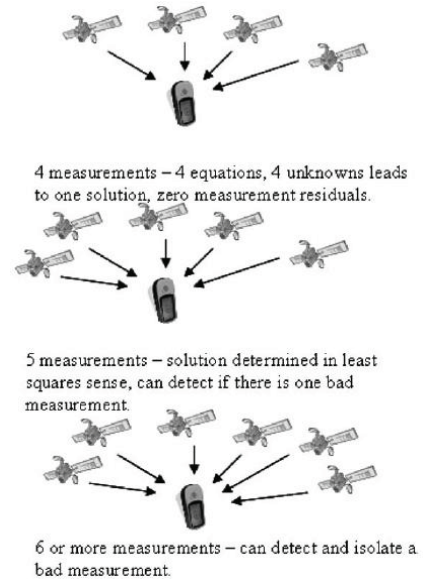 4 measurements – 4 equations, 4 unknowns leads
to one solution, zero measurement residuals.
5 measurements – solution determined in least
squares sense, can detect if there is one bad
measurement.
6 or more measurements – can detect and isolate a
bad measurement.